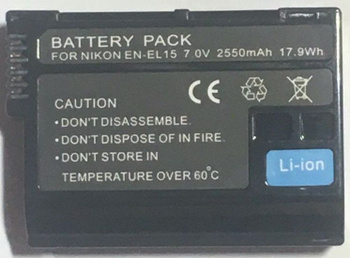 BATTERY PACK
FOR NIKON EN-EL15 7.0V 2550mAh 17.9Wh
CAUTION
•DON'T DISASSEMBLE.
•DON'T DISPOSE OF IN FIRE.
•DON'T STORE IN
TEMPERATURE OVER 60°C
CE
Li-ion